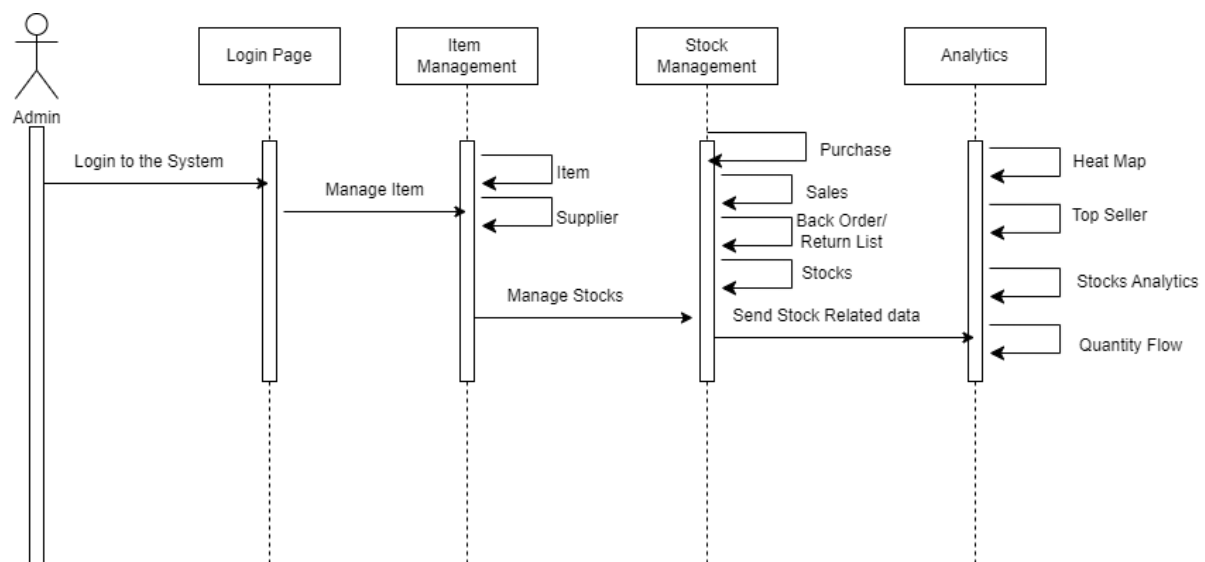 Login Page
Item
Management
Stock
Management
Analytics
Admin
Login to the System
Manage Item
Item
Supplier
Manage Stocks
Purchase
Sales
Back Order/
Return List
Stocks
Send Stock Related data
Heat Map
Top Seller
Stocks Analytics
Quantity Flow